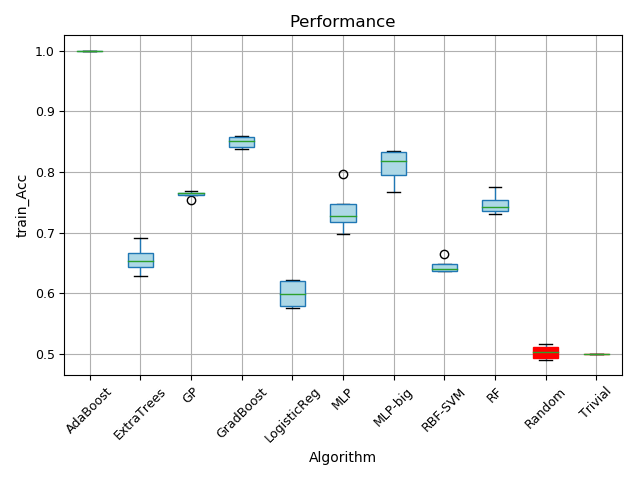 Performance
train_Acc
1.0
0.9
0.8
0.7
0.6
0.5
AdaBoost
ExtraTrees
GP
GradBoost
LogisticReg
MLP
MLP-big
RBF-SVM
RF
Random
Trivial
Algorithm